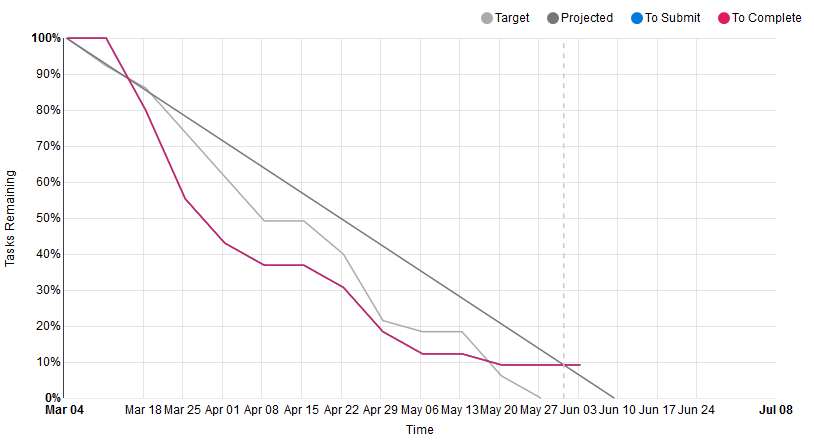 Target Projected To Submit To Complete
100%
90%
80%
70%
60%
50%
40%
30%
20%
10%
0%
Tasks Remaining
Mar 04 Mar 18 Mar 25 Apr 01 Apr 08 Apr 15 Apr 22 Apr 29 May 06 May 13 May 20 May 27 Jun 03 Jun 10 Jun 17 Jun 24 Jul 08
Time